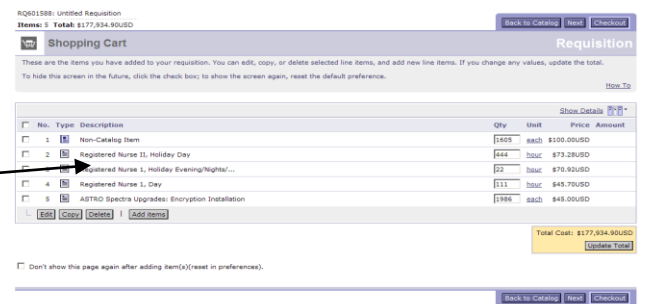 RQ601588: Untitled Requisition
Items: 5 Total: $177,934.90USD
Back to Catalog Next Checkout
Shopping Cart Requisition
These are the items you have added to your requisition. You can edit, copy, or delete selected line items, and add new line items. If you change any values, update the total.
To hide this screen in the future, click the check box; to show the screen again, reset the default preference.
How To
Show Details
No. Type Description Qty Unit Price Amount
1 Non-Catalog Item 1605 each $100.00USD
2 Registered Nurse II, Holiday Day 444 hour $73.28USD
Registered Nurse 1, Holiday Evening/Nights/... 22 hour $70.92USD
4 Registered Nurse 1, Day 111 hour $45.70USD
5 ASTRO Spectra Upgrades: Encryption Installation 1986 each $45.00USD
Edit Copy Delete | Add items
Total Cost: $177,934.90USD
Update Total
Don't show this page again after adding item(s)(reset in preferences).
Back to Catalog Next Checkout